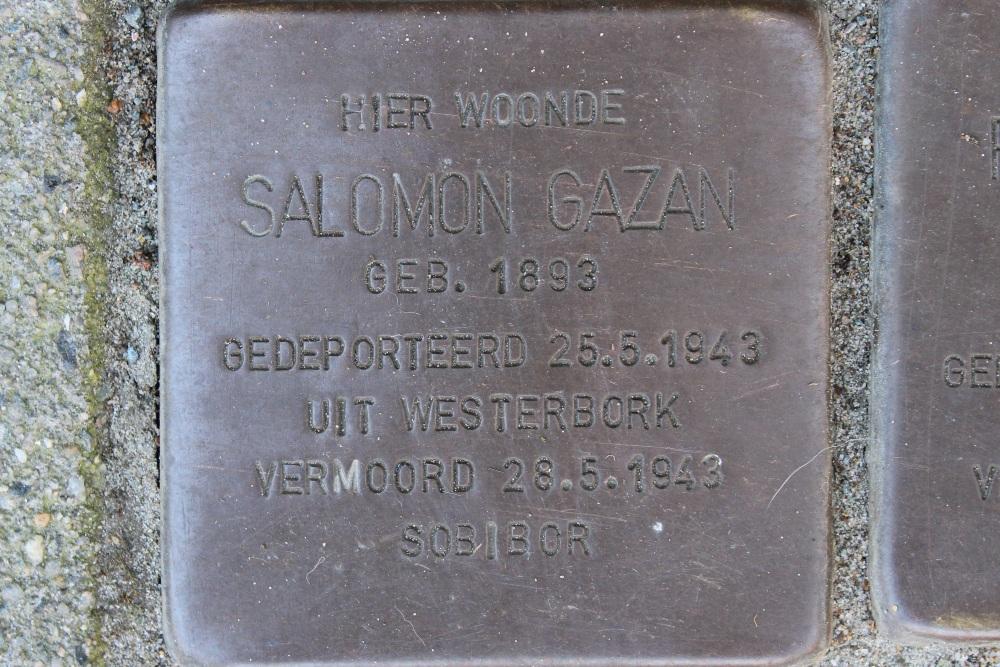 HIER WOONDE
SALOMON GAZAN
GEB. 1893
GEDEPORTEERD 25.5.1943
UIT WESTERBORK
VERMOORD 28.5.1943
SOBIBOR